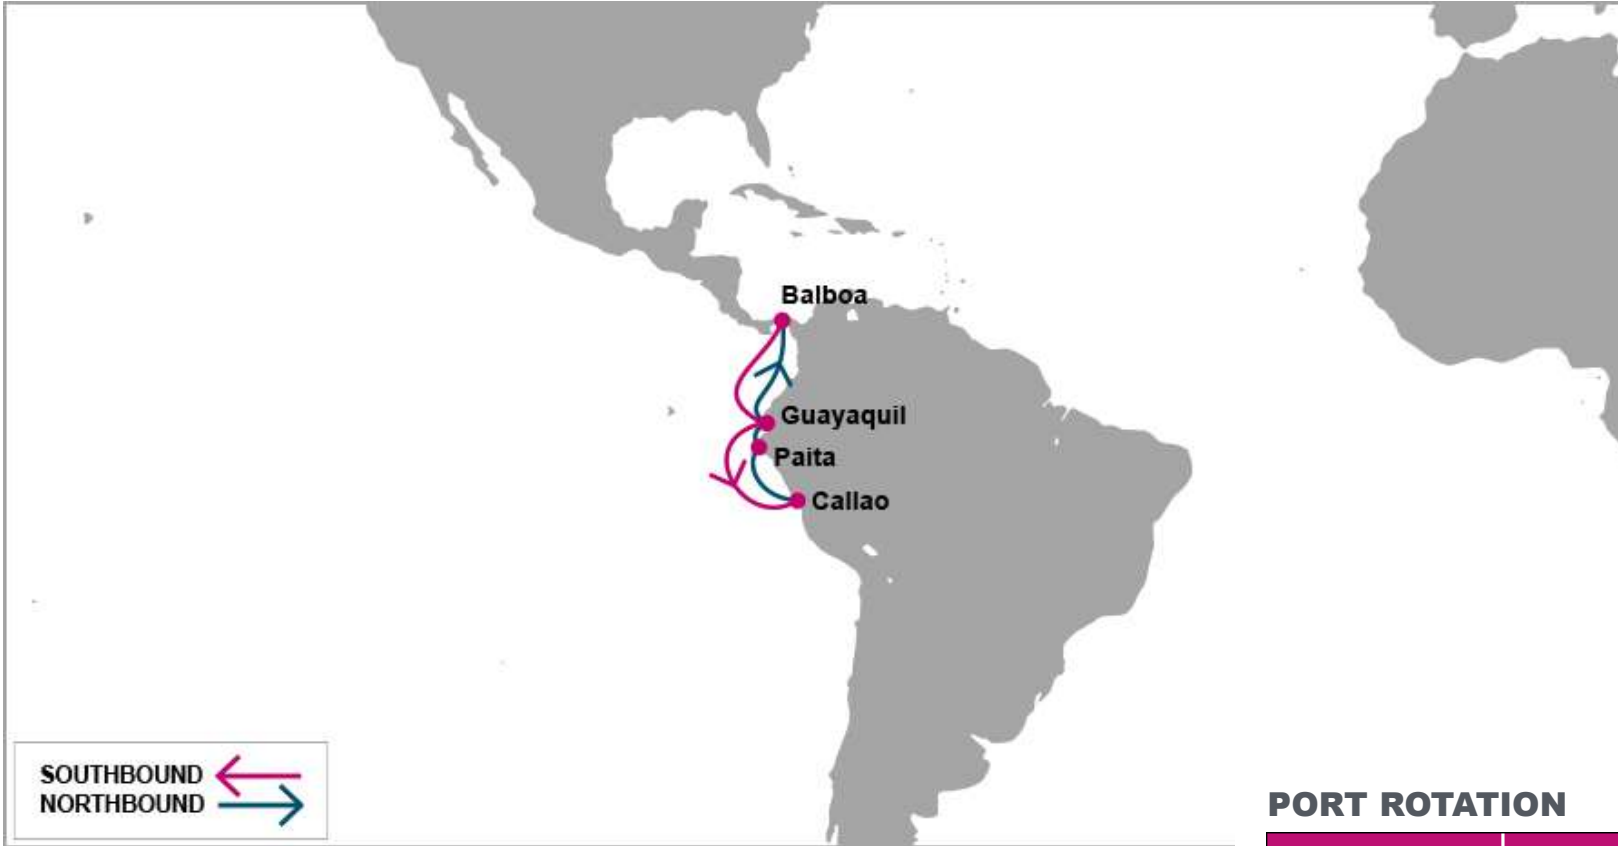 Balboa
Guayaquil
Paita
Callao
SOUTHBOUND
NORTHBOUND
PORT ROTATION